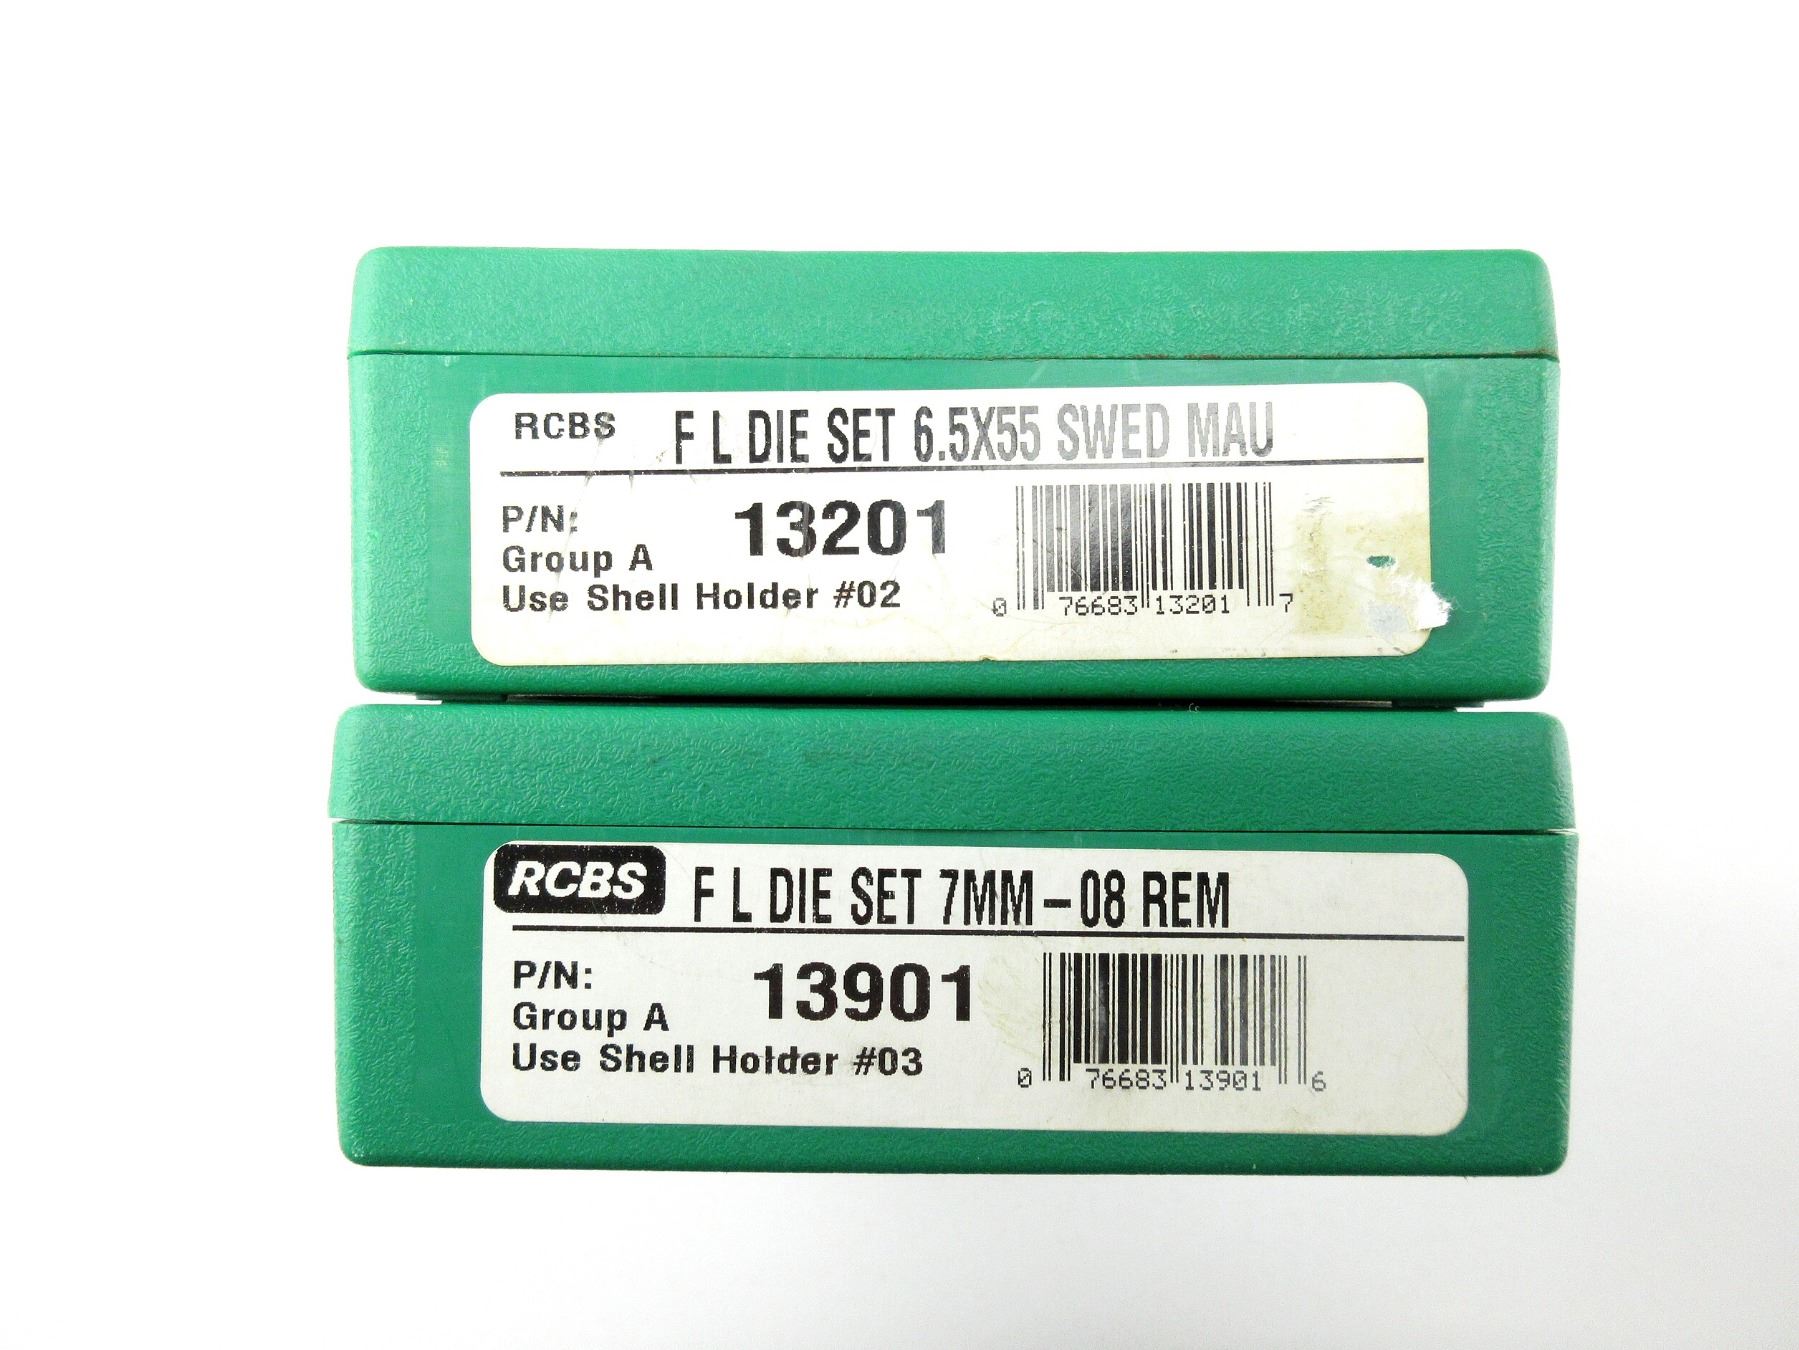 RCBS F L DIE SET 6.5X55 SWED MAU
P/N: 13201
Group A
Use Shell Holder #02
0 76683 13201 7
RCBS F L DIE SET 7MM-08 REM
P/N: 13901
Group A
Use Shell Holder #03
0 76683 13901 6